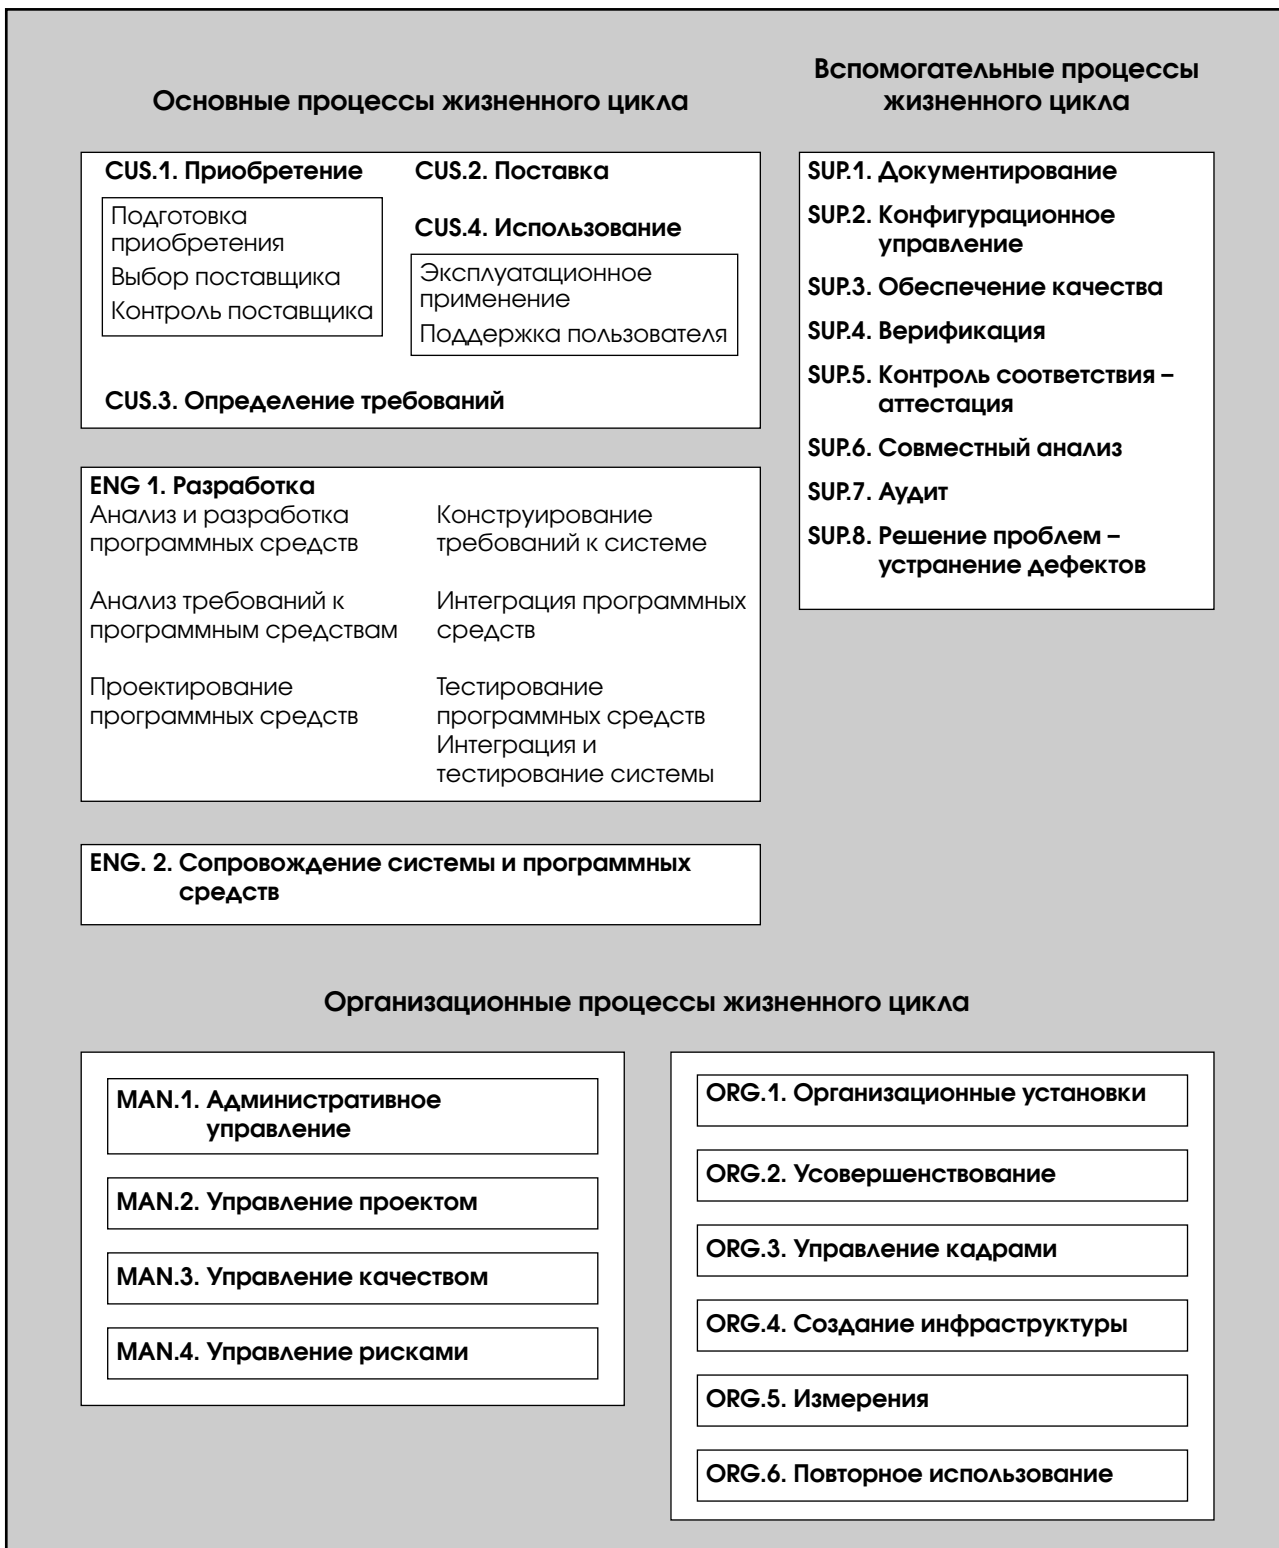 Основные процессы жизненного цикла
CUS.1. Приобретение
Подготовка
приобретения
Выбор поставщика
Контроль поставщика
CUS.2. Поставка
CUS.4. Использование
Эксплуатационное
применение
Поддержка пользователя
CUS.3. Определение требований
ENG 1. Разработка
Анализ и разработка
программных средств
Анализ требований к
программным средствам
Проектирование
программных средств
Конструирование
требований к системе
Интеграция программных
средств
Тестирование
программных средств
Интеграция и
тестирование системы
ENG. 2. Сопровождение системы и программных
средств
Вспомогательные процессы
жизненного цикла
SUP.1. Документирование
SUP.2. Конфигурационное
управление
SUP.3. Обеспечение качества
SUP.4. Верификация
SUP.5. Контроль соответствия –
аттестация
SUP.6. Совместный анализ
SUP.7. Аудит
SUP.8. Решение проблем –
устранение дефектов
Организационные процессы жизненного цикла
MAN.1. Административное
управление
MAN.2. Управление проектом
MAN.3. Управление качеством
MAN.4. Управление рисками
ORG.1. Организационные установки
ORG.2. Усовершенствование
ORG.3. Управление кадрами
ORG.4. Создание инфраструктуры
ORG.5. Измерения
ORG.6. Повторное использование